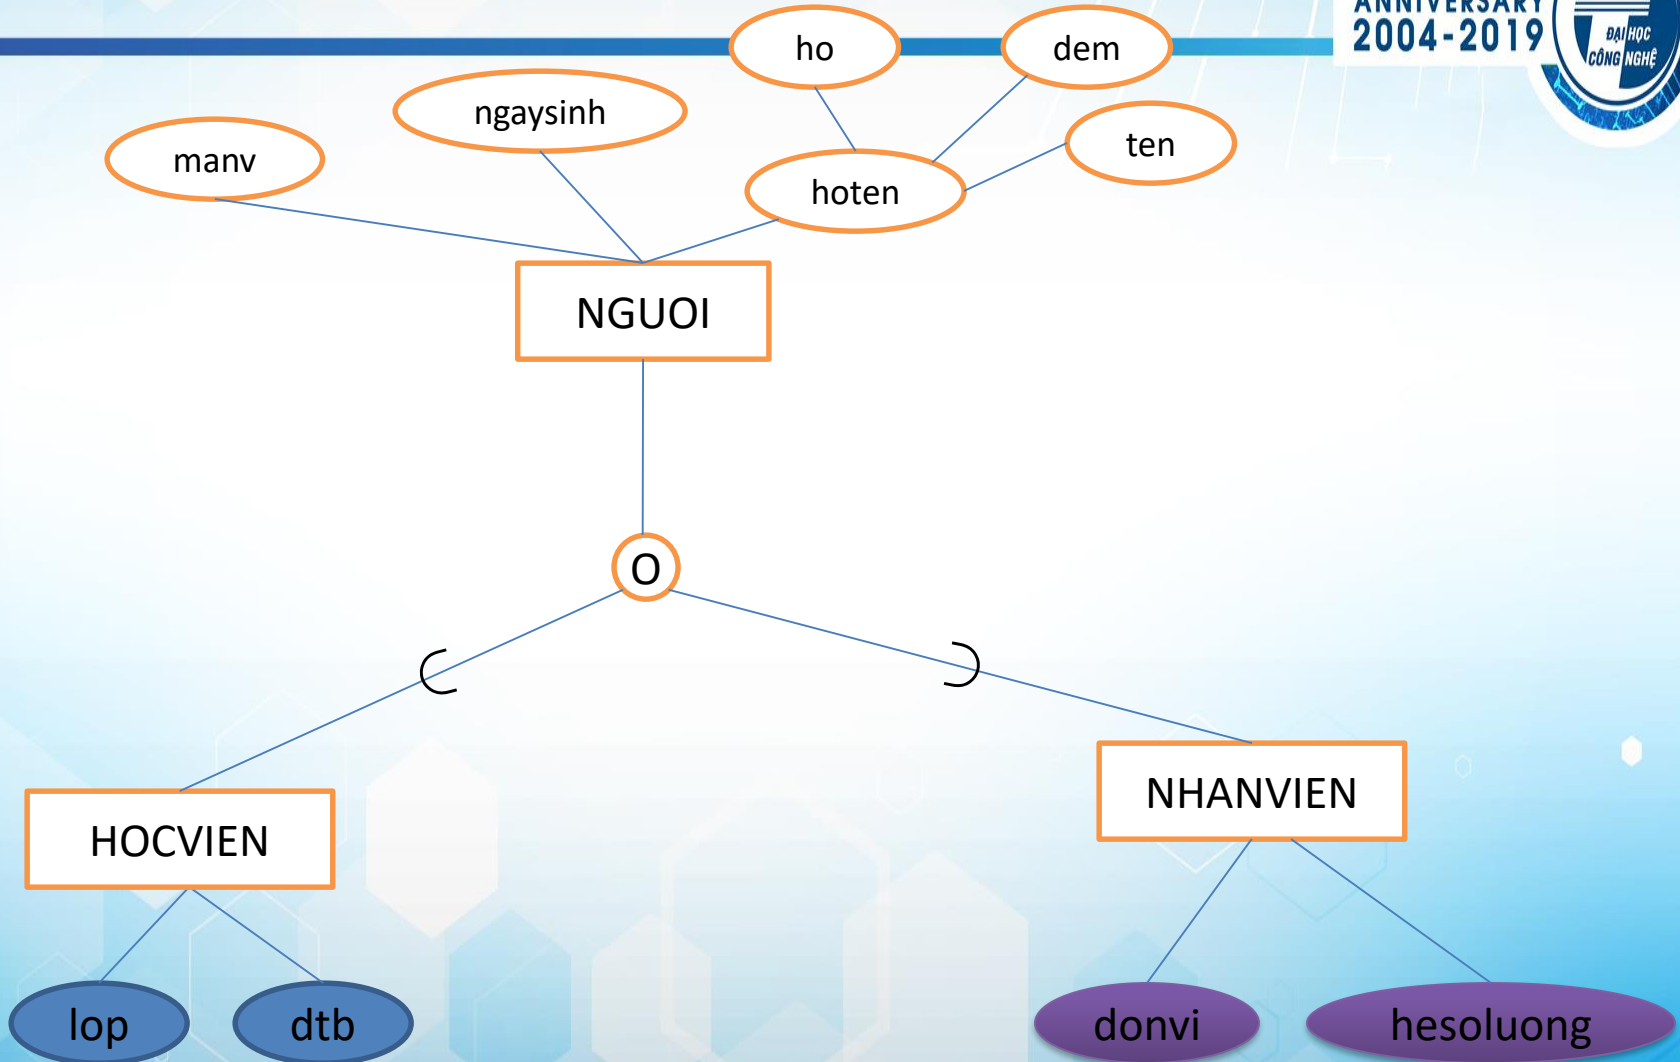 ANNIVERSARY
2004-2019
ĐẠI HỌC
CÔNG NGHỆ
ho
dem
ngaysinh
manv
ten
hoten
NGUOI
O
NHANVIEN
HOCVIEN
lop
dtb
donvi
hesoluong